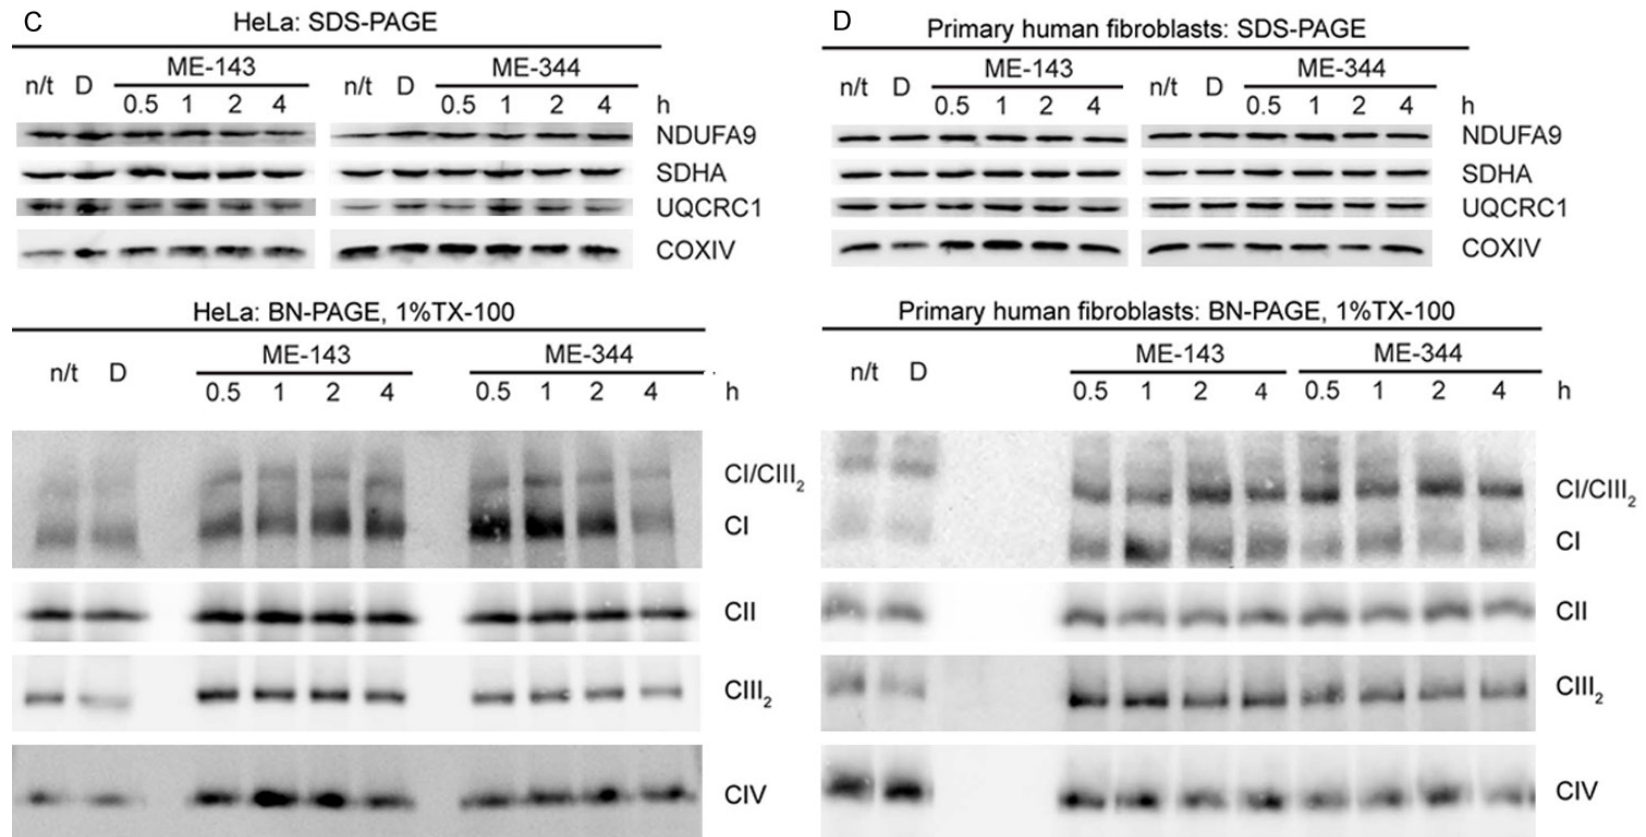 C
HeLa: SDS-PAGE
ME-143
ME-344
n/t D
n/t D
0.5 1 2 4
0.5 1 2 4 h
NDUFA9
SDHA
UQCRC1
COXIV
HeLa: BN-PAGE, 1%TX-100
ME-143
ME-344
n/t D
0.5 1 2 4
0.5 1 2 4 h
CI/CIII2
CI
CII
CIII2
CIV
D
Primary human fibroblasts: SDS-PAGE
ME-143
ME-344
n/t D
n/t D
0.5 1 2 4
0.5 1 2 4 h
NDUFA9
SDHA
UQCRC1
COXIV
Primary human fibroblasts: BN-PAGE, 1%TX-100
ME-143
ME-344
n/t D
0.5 1 2 4
0.5 1 2 4 h
CI/CIII2
CI
CII
CIII2
CIV